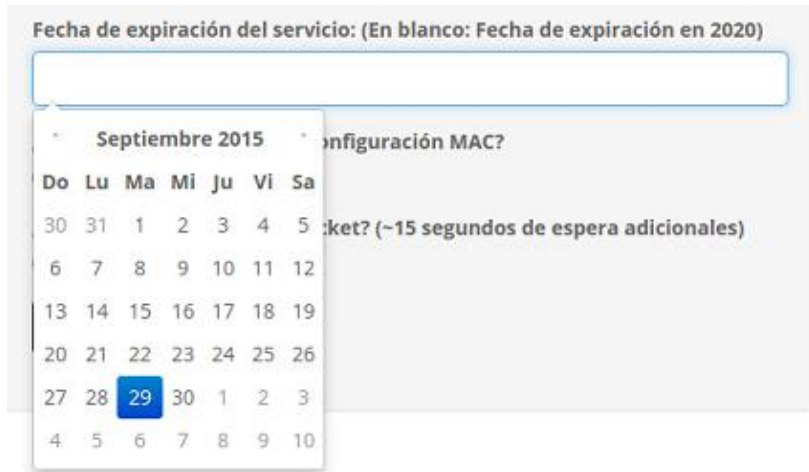 Fecha de expiración del servicio: (En blanco: Fecha de expiración en 2020)
Septiembre 2015
onfiguración MAC?
Do Lu Ma Mi Ju Vi Sa
30 31 1 2 3 4 5
cket? (~15 segundos de espera adicionales)
6 7 8 9 10 11 12
13 14 15 16 17 18 19
20 21 22 23 24 25 26
27 28 29 30 1 2 3
4 5 6 7 8 9 10